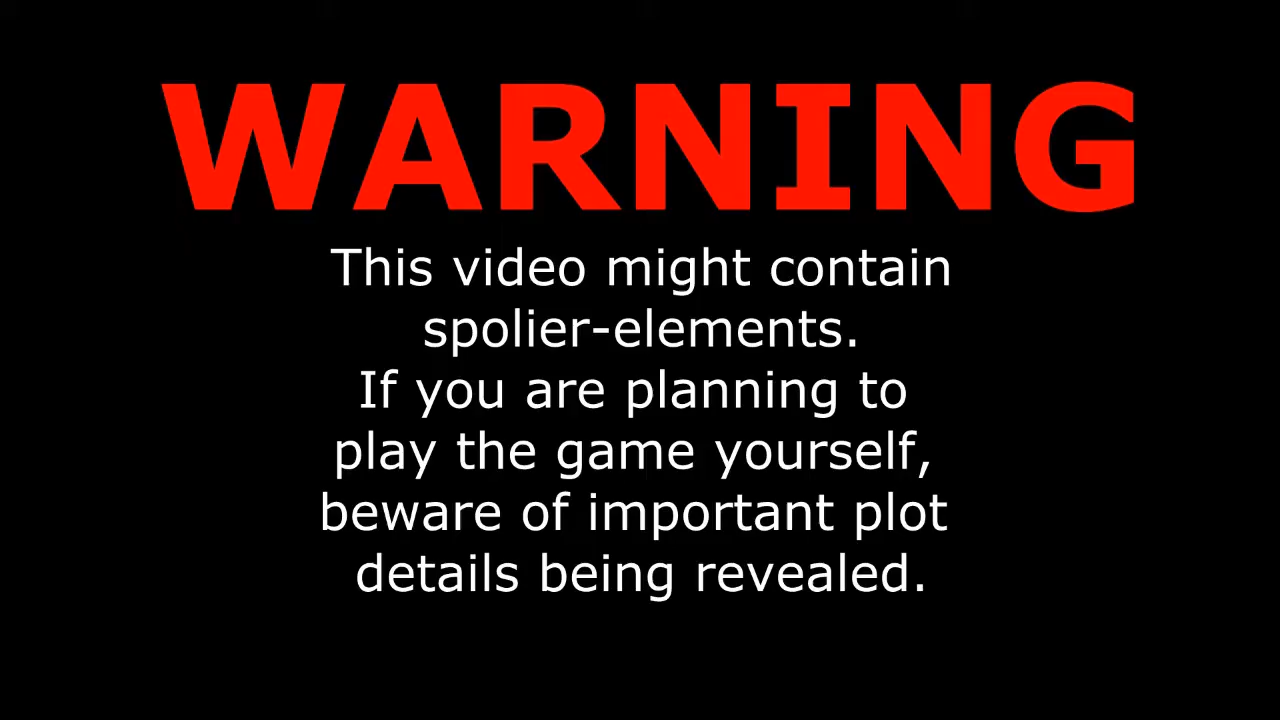 WARNING
This video might contain
spolier-elements.
If you are planning to
play the game yourself,
beware of important plot
details being revealed.